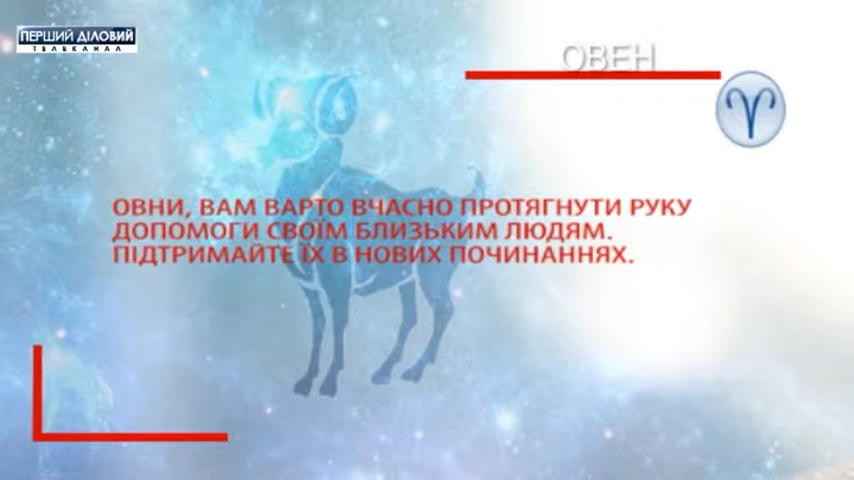 ПЕРШИЙ ДІЛОВИЙ
ТЕЛЕКАНАЛ
ОВЕН
ОВНИ, ВАМ ВАРТО ВЧАСНО ПРОТЯГНУТИ РУКУ
ДОПОМОГИ СВОЇМ БЛИЗЬКИМ ЛЮДЯМ.
ПІДТРИМАЙТЕ ЇХ В НОВИХ ПОЧИНАННЯХ.